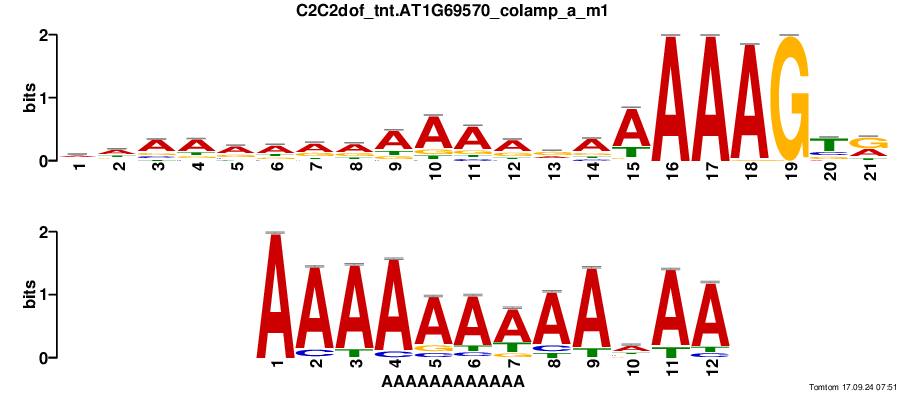 C2C2dof_tnt.AT1G69570_colamp_a_m1
bits
2
1
0
1 2 3 4 5 6 7 8 9 10 11 12 13 14 15 16 17 18 19 20 21
bits
2
1
0
1 2 3 4 5 6 7 8 9 10 11 12
AAAAAAAAAAAA
Tomtom 17.09.24 07:51